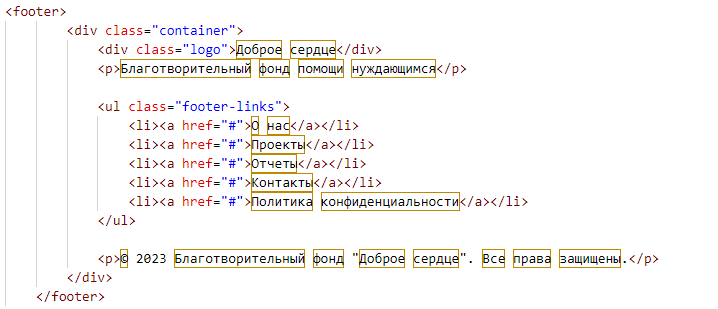 <footer>
<div class="container">
<div class="logo">Доброе сердце</div>
<p>Благотворительный фонд помощи нуждающимся</p>
<ul class="footer-links">
<li><a href="#">О нас</a></li>
<li><a href="#">Проекты</a></li>
<li><a href="#">Отчеты</a></li>
<li><a href="#">Контакты</a></li>
<li><a href="#">Политика конфиденциальности</a></li>
</ul>
<p>© 2023 Благотворительный фонд "Доброе сердце". Все права защищены.</p>
</div>
</footer>